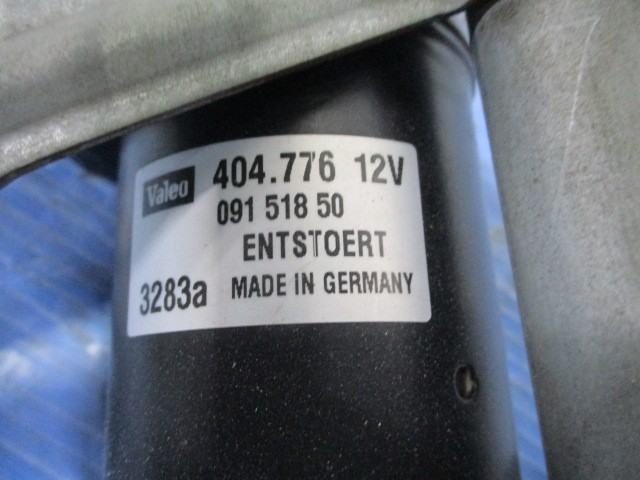 Valeo 404.776 12V
091 518 50
ENTSTOERT
3283a MADE IN GERMANY